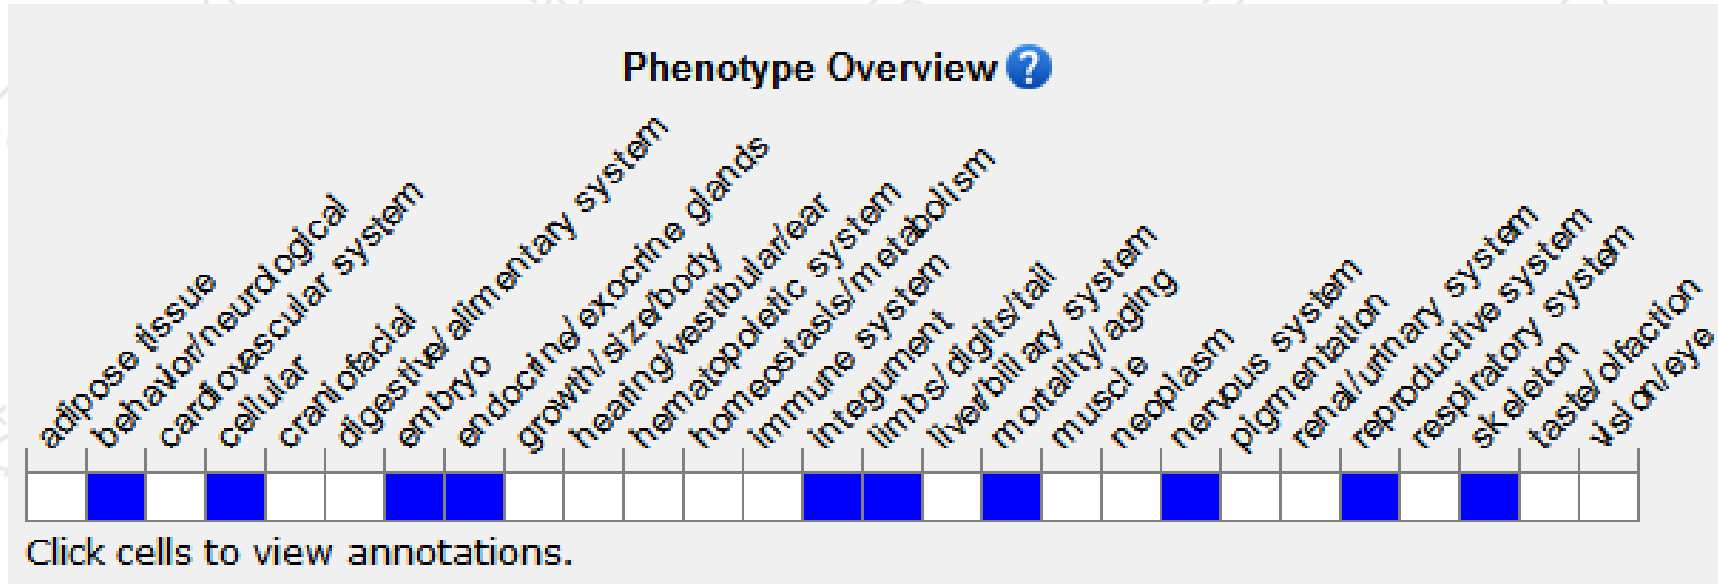 Phenotype Overview ?
adipose tissue
behavior/neurological
cardiovascular system
cellular
craniofacial
digestive/alimentary system
embryo
endocrine/exocrine glands
growth/size/body
hearing/vestibular/ear
hematopoietic system
homeostasis/metabolism
immune system
integument
limbs/digits/tail
liver/biliary system
mortality/aging
muscle
neoplasm
nervous system
pigmentation
renal/urinary system
reproductive system
respiratory system
skeleton
taste/olfaction
vision/eye
Click cells to view annotations.